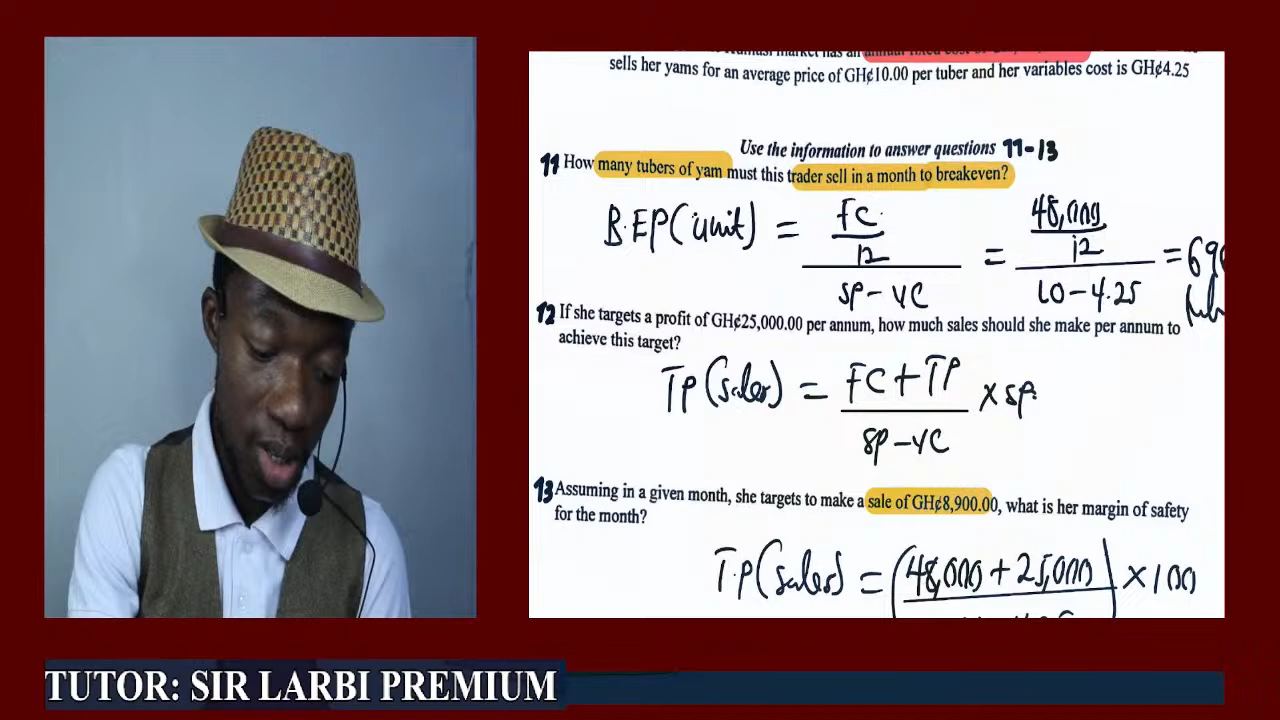 sells her yams for an average price of GH¢10.00 per tuber and her variables cost is GH¢4.25
Use the information to answer questions 11-13
11 How many tubers of yam must this trader sell in a month to breakeven?
B.EP(unit) = FC/12 / SP-VC = 48,000/12 / 10-4.25 = 69
12 If she targets a profit of GH¢25,000.00 per annum, how much sales should she make per annum to
achieve this target?
TP(sales) = FC+TP / SP-VC × SP
13 Assuming in a given month, she targets to make a sale of GH¢8,900.00, what is her margin of safety
for the month?
T.P(sales) = (48,000+25,000) ×100
TUTOR: SIR LARBI PREMIUM